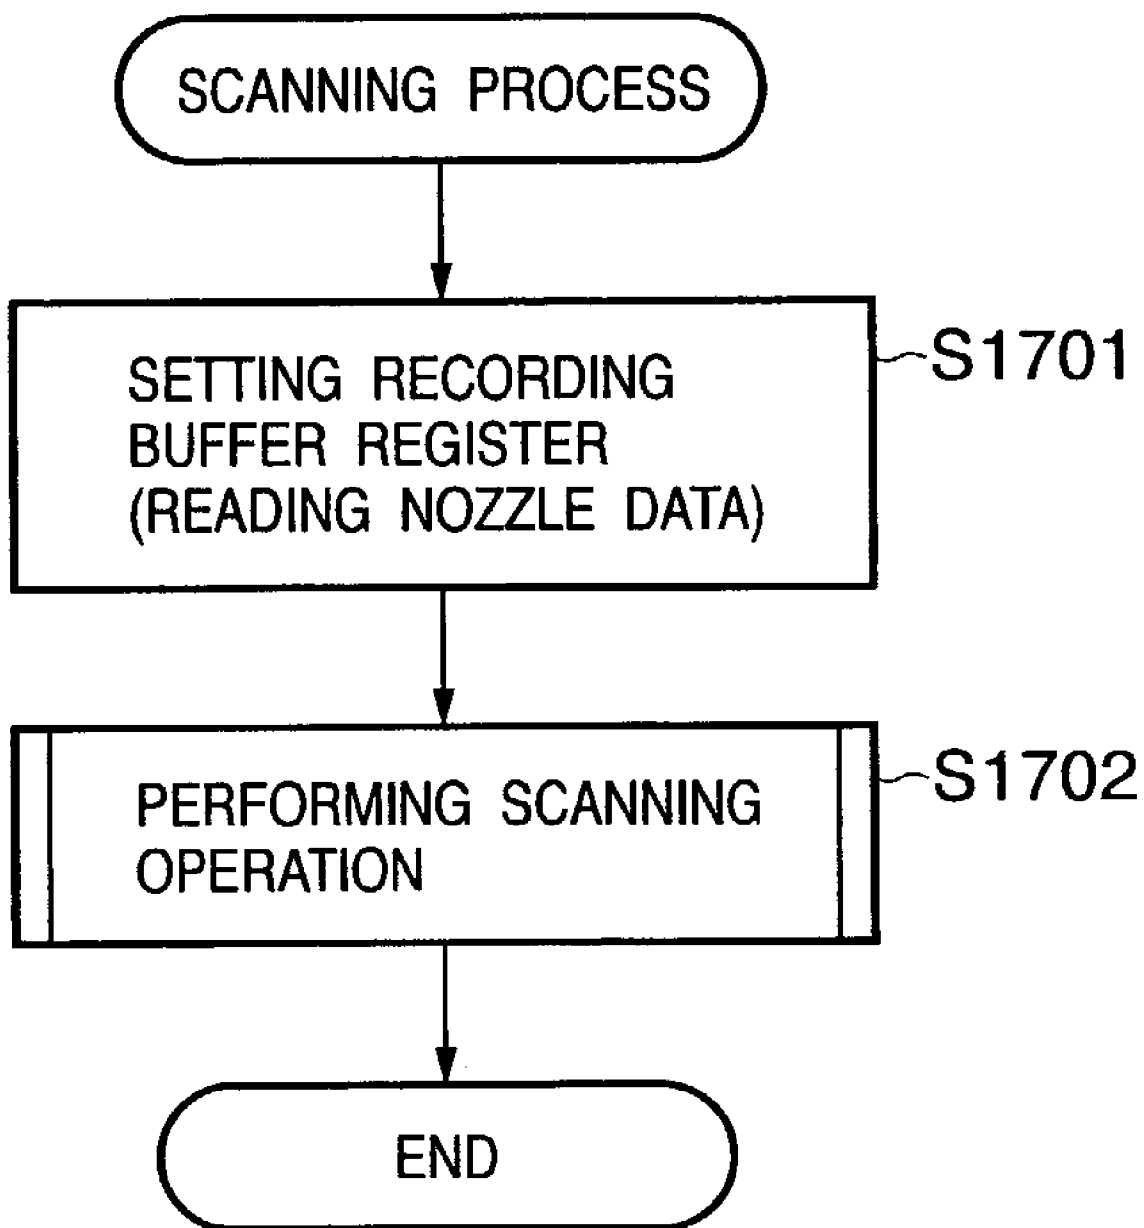 SCANNING PROCESS
SETTING RECORDING
BUFFER REGISTER
(READING NOZZLE DATA)
S1701
PERFORMING SCANNING
OPERATION
S1702
END